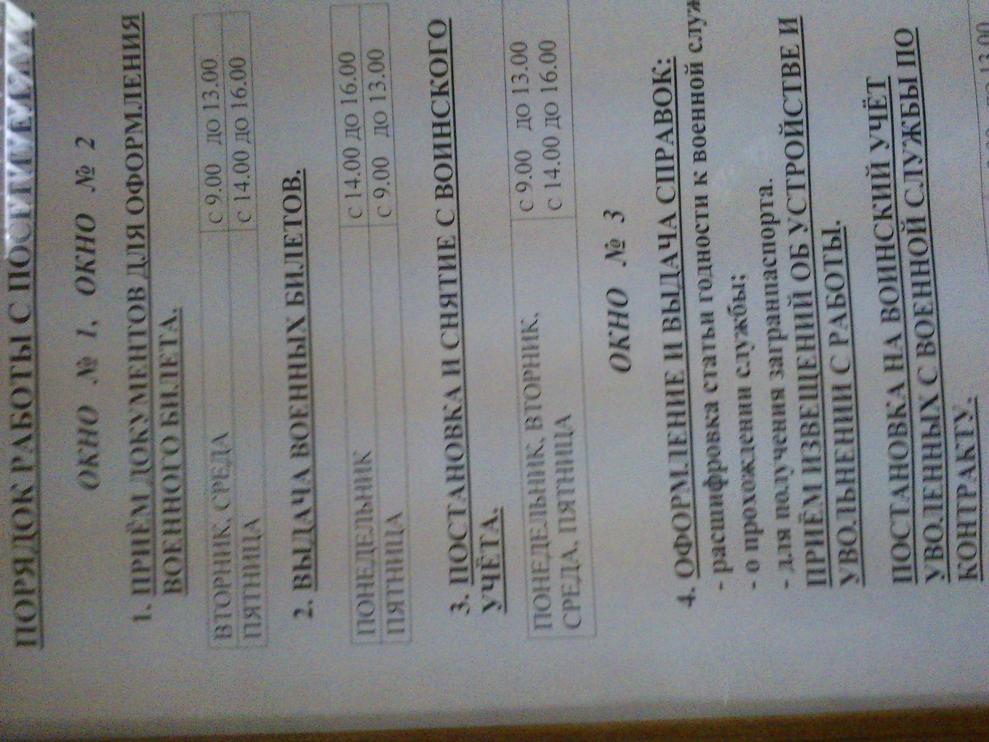 ПОРЯДОК РАБОТЫ С ПОСЕТИТЕЛЯМИ
ОКНО № 1, ОКНО № 2
1. ПРИЁМ ДОКУМЕНТОВ ДЛЯ ОФОРМЛЕНИЯ
ВОЕННОГО БИЛЕТА.
ВТОРНИК, СРЕДА с 9.00 до 13.00
ПЯТНИЦА с 14.00 до 16.00
2. ВЫДАЧА ВОЕННЫХ БИЛЕТОВ.
ПОНЕДЕЛЬНИК с 14.00 до 16.00
ПЯТНИЦА с 9.00 до 13.00
3. ПОСТАНОВКА И СНЯТИЕ С ВОИНСКОГО
УЧЁТА.
ПОНЕДЕЛЬНИК, ВТОРНИК, с 9.00 до 13.00
СРЕДА, ПЯТНИЦА с 14.00 до 16.00
ОКНО № 3
4. ОФОРМЛЕНИЕ И ВЫДАЧА СПРАВОК:
- расшифровка статьи годности к военной служ
- о прохождении службы;
- для получения загранпаспорта.
ПРИЁМ ИЗВЕЩЕНИЙ ОБ УСТРОЙСТВЕ И
УВОЛЬНЕНИИ С РАБОТЫ.
ПОСТАНОВКА НА ВОИНСКИЙ УЧЁТ
УВОЛЕННЫХ С ВОЕННОЙ СЛУЖБЫ ПО
КОНТРАКТУ.